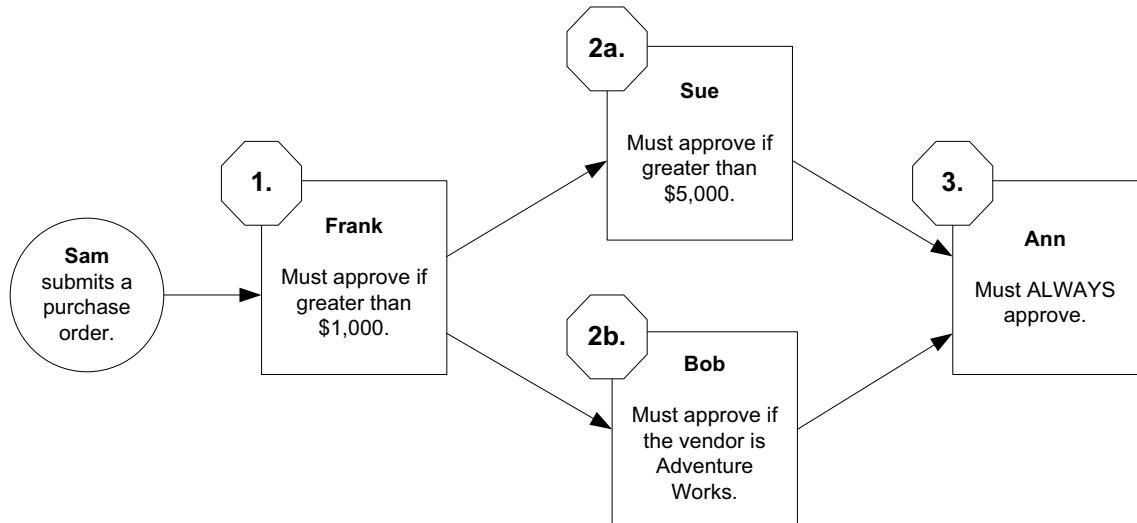 Sam
submits a
purchase
order.
1.
Frank
Must approve if
greater than
$1,000.
2a.
Sue
Must approve if
greater than
$5,000.
2b.
Bob
Must approve if
the vendor is
Adventure
Works.
3.
Ann
Must ALWAYS
approve.